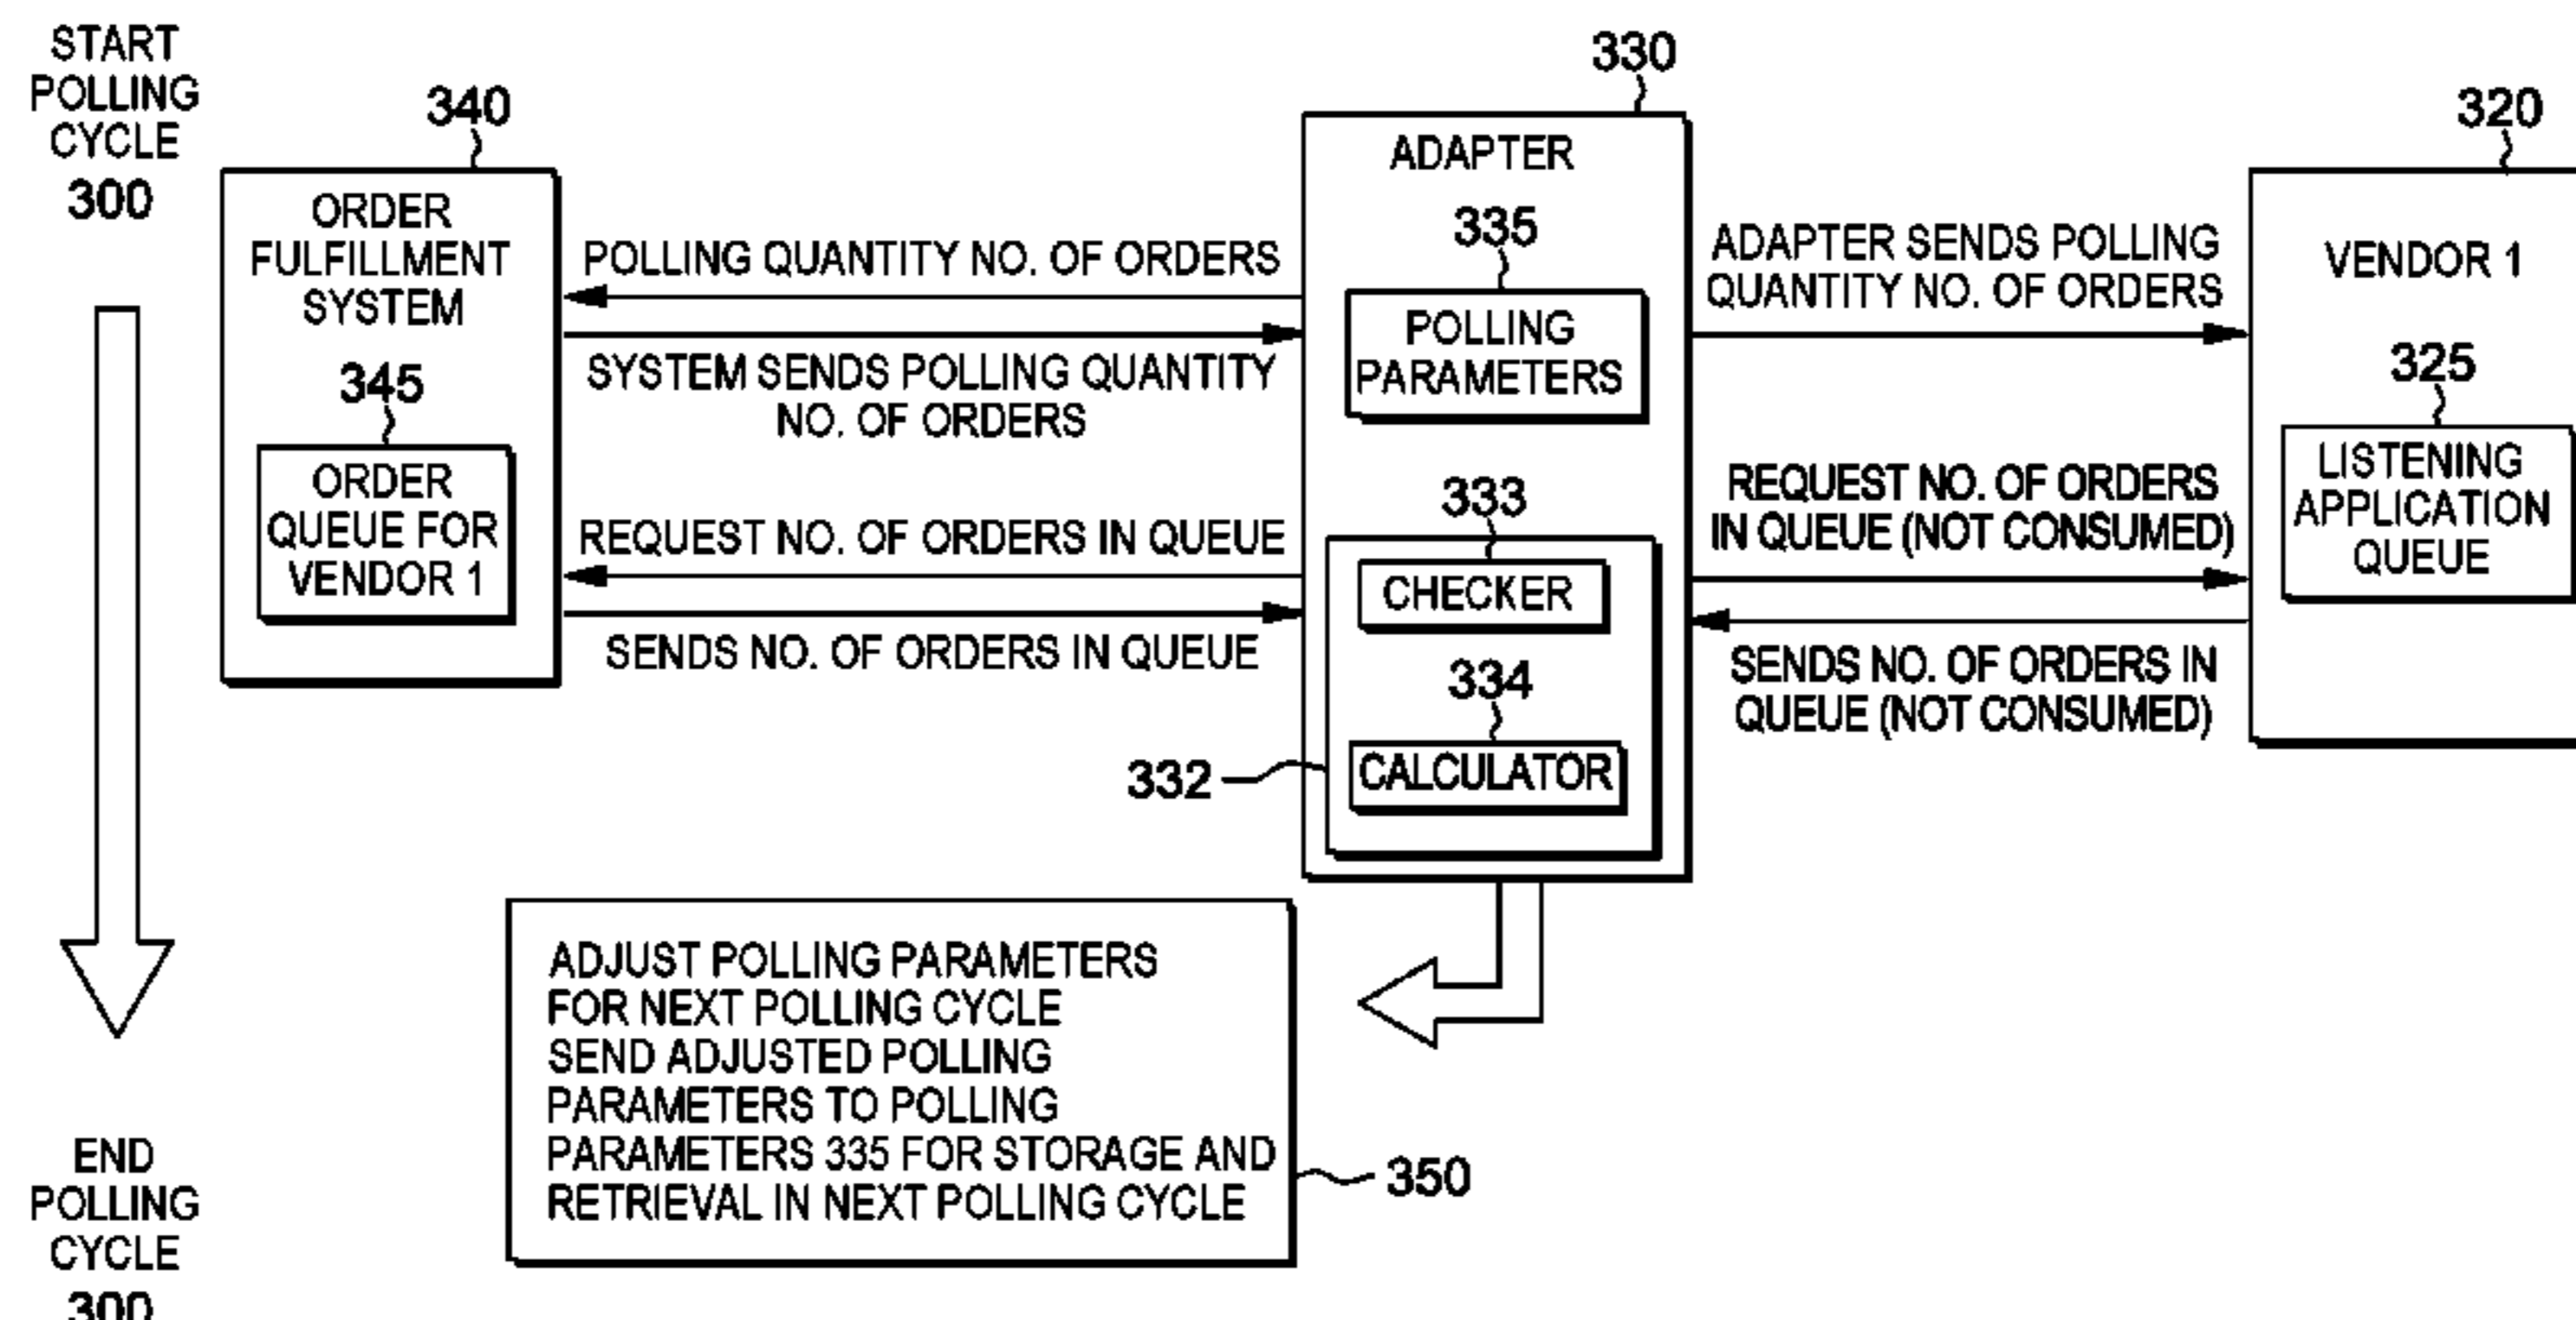 START
POLLING
CYCLE
300
340
ORDER
FULFILLMENT
SYSTEM
345
ORDER
QUEUE FOR
VENDOR 1
POLLING QUANTITY NO. OF ORDERS
SYSTEM SENDS POLLING QUANTITY
NO. OF ORDERS
REQUEST NO. OF ORDERS IN QUEUE
SENDS NO. OF ORDERS IN QUEUE
330
ADAPTER
335
POLLING
PARAMETERS
333
CHECKER
334
CALCULATOR
332
ADAPTER SENDS POLLING
QUANTITY NO. OF ORDERS
REQUEST NO. OF ORDERS
IN QUEUE (NOT CONSUMED)
SENDS NO. OF ORDERS IN
QUEUE (NOT CONSUMED)
320
VENDOR 1
325
LISTENING
APPLICATION
QUEUE
ADJUST POLLING PARAMETERS
FOR NEXT POLLING CYCLE
SEND ADJUSTED POLLING
PARAMETERS TO POLLING
PARAMETERS 335 FOR STORAGE AND
RETRIEVAL IN NEXT POLLING CYCLE
350
END
POLLING
CYCLE
300